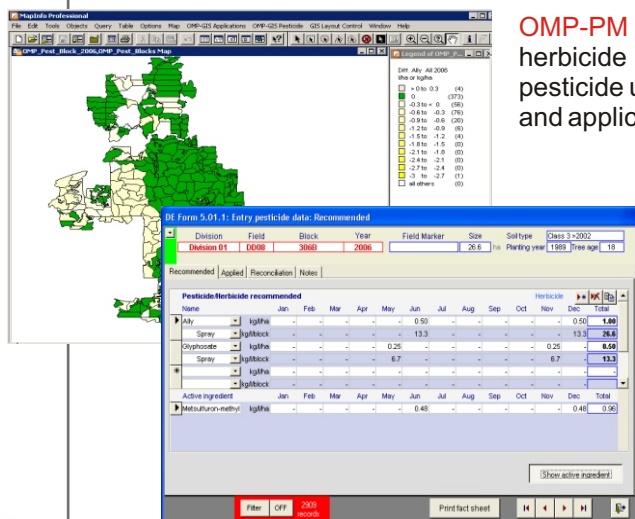 MapInfo Professional
File Edit Tools Objects Query Table Options Map OMP-GIS Applications OMP-GIS Pesticide GIS Layout Control Window Help
OMP_Pest_Block_2006,OMP_Pest_Blocks Map
Legend of OMP_P...
Diff. Ally All 2006
l/ha or kg/ha
> 0 to 0.3 (4)
0 (373)
-0.3 to < 0 (56)
-0.6 to -0.3 (76)
-0.9 to -0.6 (20)
-1.2 to -0.9 (6)
-1.5 to -1.2 (4)
-1.8 to -1.5 (0)
-2.1 to -1.8 (0)
-2.4 to -2.1 (0)
-2.7 to -2.4 (0)
-3 to -2.7 (1)
all others (0)
OMP-PM
herbicide
pesticide u
and applic
DE Form 5.01.1: Entry pesticide data: Recommended
Division Field Block Year Field Marker Size Soil type Class 3 >2002
Division 01 DD08 306B 2006 26.6 ha Planting year 1989 Tree age 18
Recommended Applied Reconciliation Notes
Pesticide/Herbicide recommended Herbicide
Name Jan Feb Mar Apr May Jun Jul Aug Sep Oct Nov Dec Total
Ally kg/l/ha - - - - - 0.50 - - - - - 0.50 1.00
Spray kg/l/block - - - - - 13.3 - - - - - 13.3 26.6
Glyphosate kg/l/ha - - - - 0.25 - - - - - 0.25 - 0.50
Spray kg/l/block - - - - 6.7 - - - - - 6.7 - 13.3
kg/l/ha - - - - - - - - - - - - -
kg/l/block - - - - - - - - - - - - -
Active ingredient Jan Feb Mar Apr May Jun Jul Aug Sep Oct Nov Dec Total
Metsulfuron-methyl kg/l/ha - - - - - 0.48 - - - - - 0.48 0.96
Show active ingredient
Filter OFF 2909
records
Print fact sheet